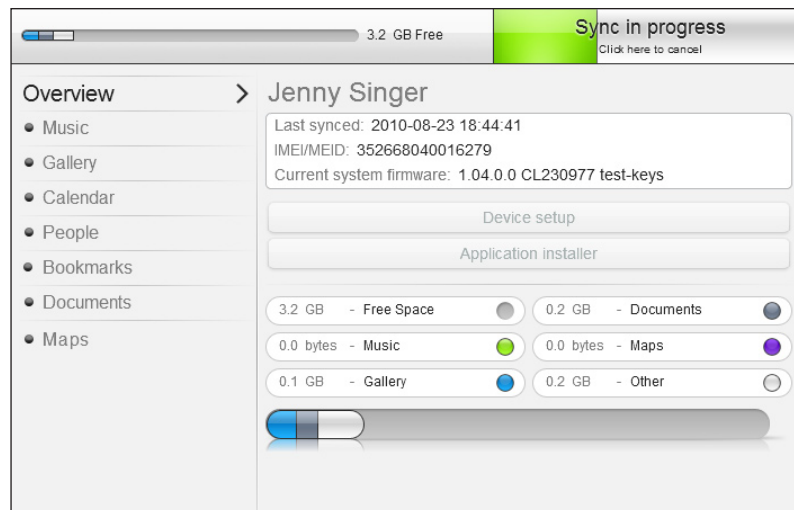 3.2 GB Free
Sync in progress
Click here to cancel
Overview
Music
Gallery
Calendar
People
Bookmarks
Documents
Maps
Jenny Singer
Last synced: 2010-08-23 18:44:41
IMEI/MEID: 352668040016279
Current system firmware: 1.04.0.0 CL230977 test-keys
Device setup
Application installer
3.2 GB - Free Space
0.2 GB - Documents
0.0 bytes - Music
0.0 bytes - Maps
0.1 GB - Gallery
0.2 GB - Other